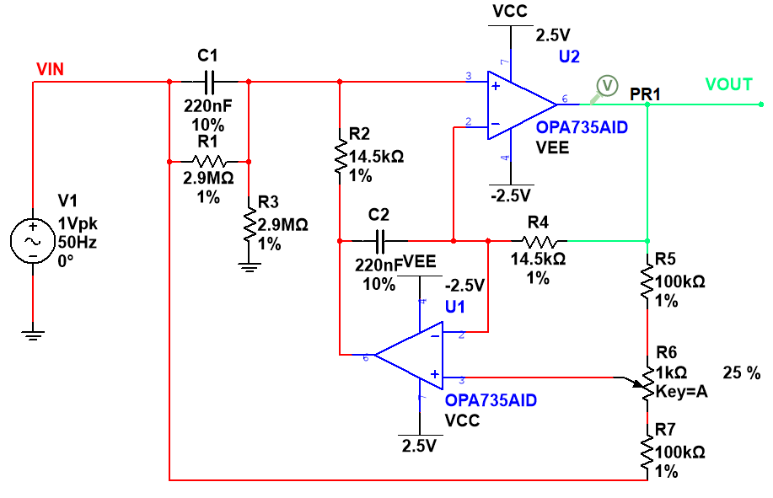 VCC
2.5V
U2
C1
VIN
220nF
10%
R1
2.9MΩ
1%
3
2
7
4
6
PR1
V
VOUT
OPA735AID
VEE
-2.5V
R2
14.5kΩ
1%
V1
1Vpk
50Hz
0°
R3
2.9MΩ
1%
C2
220nF
10%
VEE
-2.5V
U1
R4
14.5kΩ
1%
R5
100kΩ
1%
4
2
6
3
7
OPA735AID
VCC
2.5V
R6
1kΩ
Key=A
25 %
R7
100kΩ
1%